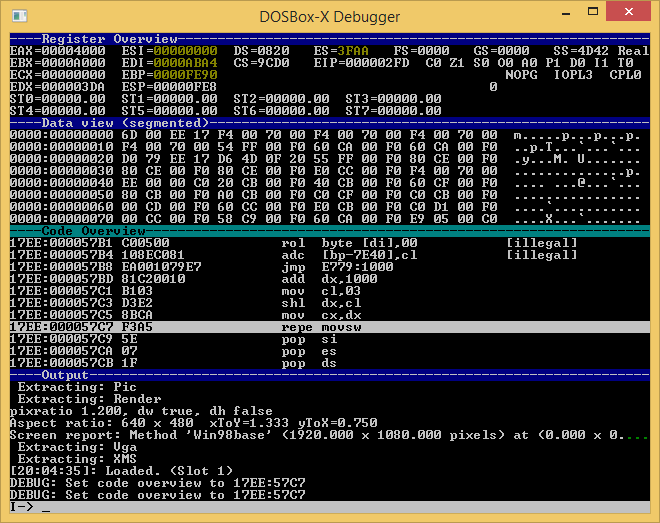 DOSBox-X Debugger
Register Overview
EAX=00004000 ESI=00000000 DS=0820 ES=3FAA FS=0000 GS=0000 SS=4D42 Real
EBX=0000A000 EDI=0000ABA4 CS=9CD0 EIP=000002FD C0 Z1 S0 O0 A0 P1 D0 I1 T0
ECX=00000000 EBP=0000FE90 NOPG IOPL3 CPL0
EDX=000003DA ESP=00000FE8 0
ST0=00000.00 ST1=00000.00 ST2=00000.00 ST3=00000.00
ST4=00000.00 ST5=00000.00 ST6=00000.00 ST7=00000.00
Data view (segmented)
0000:00000000 6D 00 EE 17 F4 00 70 00 F4 00 70 00 F4 00 70 00 m.....p...p...p.
0000:00000010 F4 00 70 00 54 FF 00 F0 60 CA 00 F0 60 CA 00 F0 ..p.T...`...`...
0000:00000020 D0 79 EE 17 D6 4D 0F 20 55 FF 00 F0 80 CE 00 F0 .y...M. U.......
0000:00000030 80 CE 00 F0 80 CE 00 F0 E0 CC 00 F0 F4 00 70 00 ..............p.
0000:00000040 EE 00 00 C0 20 CB 00 F0 40 CB 00 F0 60 CF 00 F0 .... ...@...`...
0000:00000050 80 CB 00 F0 A0 CB 00 F0 C0 CF 00 F0 C0 CB 00 F0 ................
0000:00000060 00 CD 00 F0 60 CC 00 F0 E0 CB 00 F0 C0 D1 00 F0 ....`...........
0000:00000070 00 CC 00 F0 58 C9 00 F0 60 CA 00 F0 E9 05 00 C0 ....X...`.......
Code Overview
17EE:000057B1 C00500 rol byte [di],00 [illegal]
17EE:000057B4 108EC081 adc [bp-7E40],cl [illegal]
17EE:000057B8 EA001079E7 jmp E779:1000
17EE:000057BD 81C20010 add dx,1000
17EE:000057C1 B103 mov cl,03
17EE:000057C3 D3E2 shl dx,cl
17EE:000057C5 8BCA mov cx,dx
17EE:000057C7 F3A5 repe movsw
17EE:000057C9 5E pop si
17EE:000057CA 07 pop es
17EE:000057CB 1F pop ds
Output
Extracting: Pic
Extracting: Render
pixratio 1.200, dw true, dh false
Aspect ratio: 640 x 480 xToY=1.333 yToX=0.750
Screen report: Method 'Win98base' (1920.000 x 1080.000 pixels) at (0.000 x 0....
Extracting: Vga
Extracting: XMS
[20:04:35]: Loaded. (Slot 1)
DEBUG: Set code overview to 17EE:57C7
DEBUG: Set code overview to 17EE:57C7
I-> _